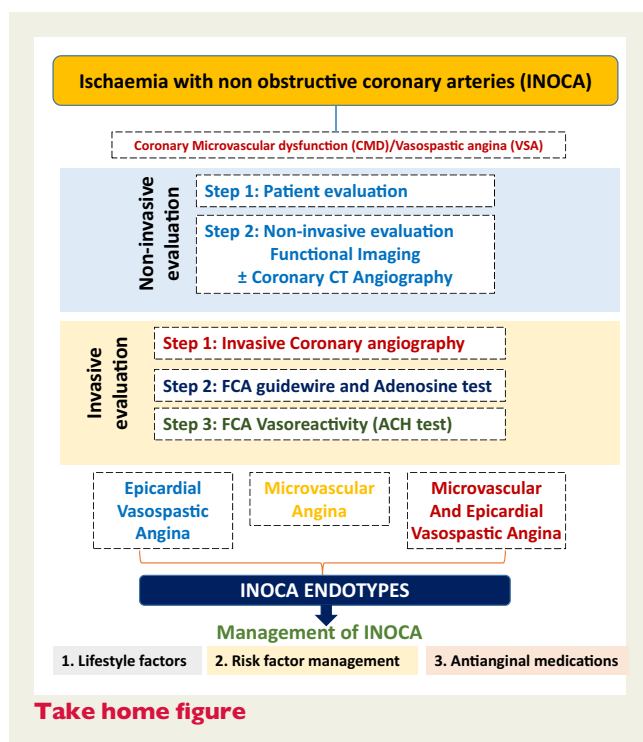 Ischaemia with non obstructive coronary arteries (INOCA)
Coronary Microvascular dysfunction (CMD)/Vasospastic angina (VSA)
Non-invasive
evaluation
Step 1: Patient evaluation
Step 2: Non-invasive evaluation
Functional Imaging
± Coronary CT Angiography
Invasive
evaluation
Step 1: Invasive Coronary angiography
Step 2: FCA guidewire and Adenosine test
Step 3: FCA Vasoreactivity (ACH test)
Epicardial
Vasospastic
Angina
Microvascular
Angina
Microvascular
And Epicardial
Vasospastic Angina
INOCA ENDOTYPES
Management of INOCA
1. Lifestyle factors
2. Risk factor management
3. Antianginal medications
Take home figure